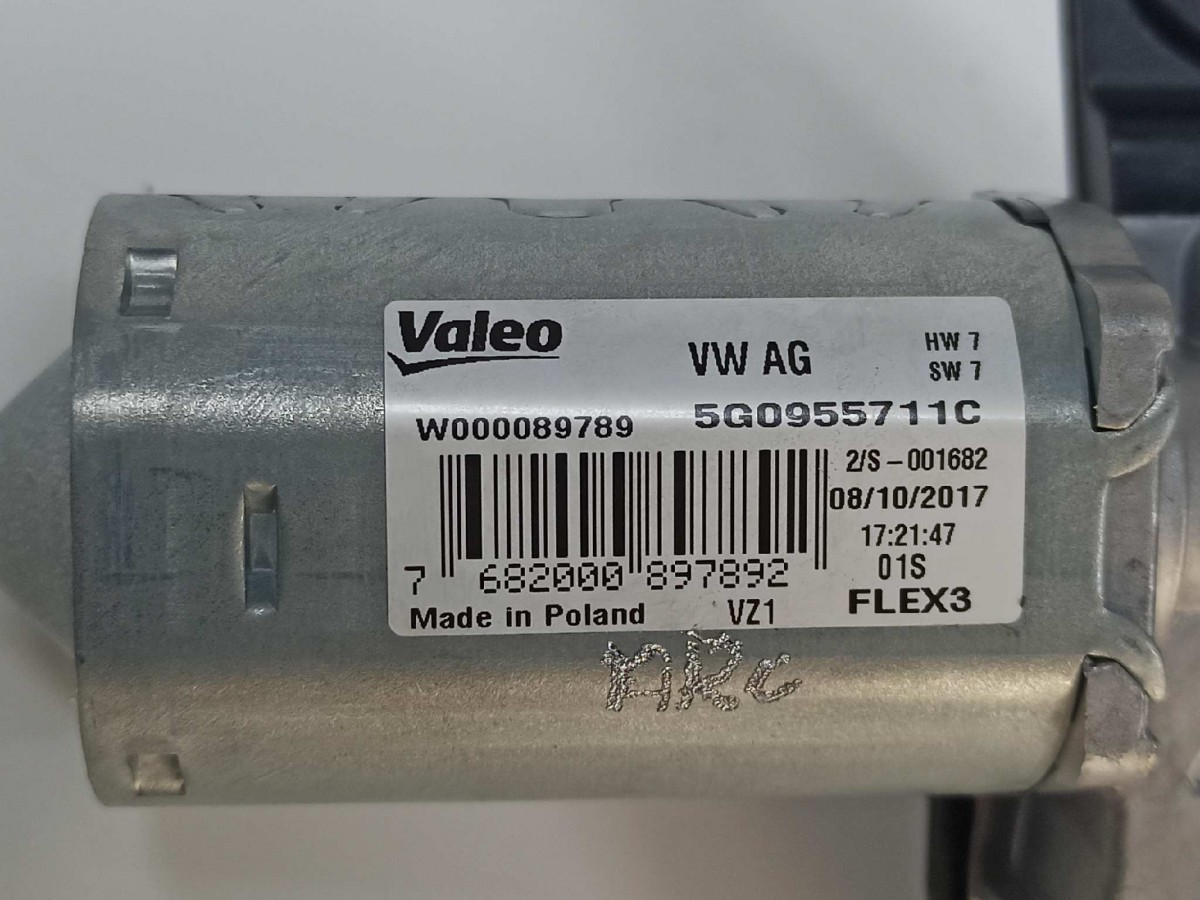 Valeo
VW AG
HW 7
SW 7
W000089789
5G0955711C
2/S-001682
08/10/2017
17:21:47
01S
7 682000 897892
Made in Poland
VZ1
FLEX3